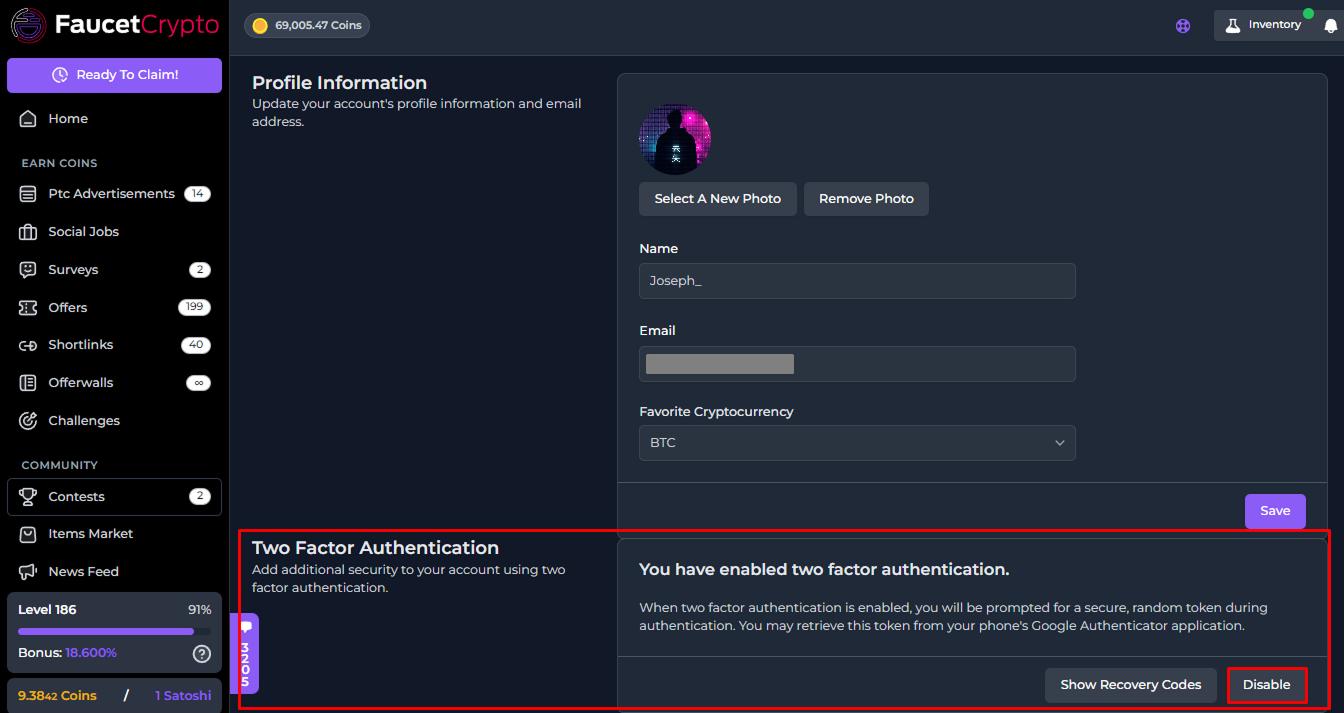 FaucetCrypto
69,005.47 Coins
Inventory
Ready To Claim!
Home
EARN COINS
Ptc Advertisements 14
Social Jobs
Surveys 2
Offers 199
Shortlinks 40
Offerwalls ∞
Challenges
COMMUNITY
Contests 2
Items Market
News Feed
Level 186 91%
Bonus: 18.600%
?
9.3842 Coins / 1 Satoshi
3205
Profile Information
Update your account's profile information and email
address.
Select A New Photo
Remove Photo
Name
Joseph_
Email
Favorite Cryptocurrency
BTC
Save
Two Factor Authentication
Add additional security to your account using two
factor authentication.
You have enabled two factor authentication.
When two factor authentication is enabled, you will be prompted for a secure, random token during
authentication. You may retrieve this token from your phone's Google Authenticator application.
Show Recovery Codes
Disable